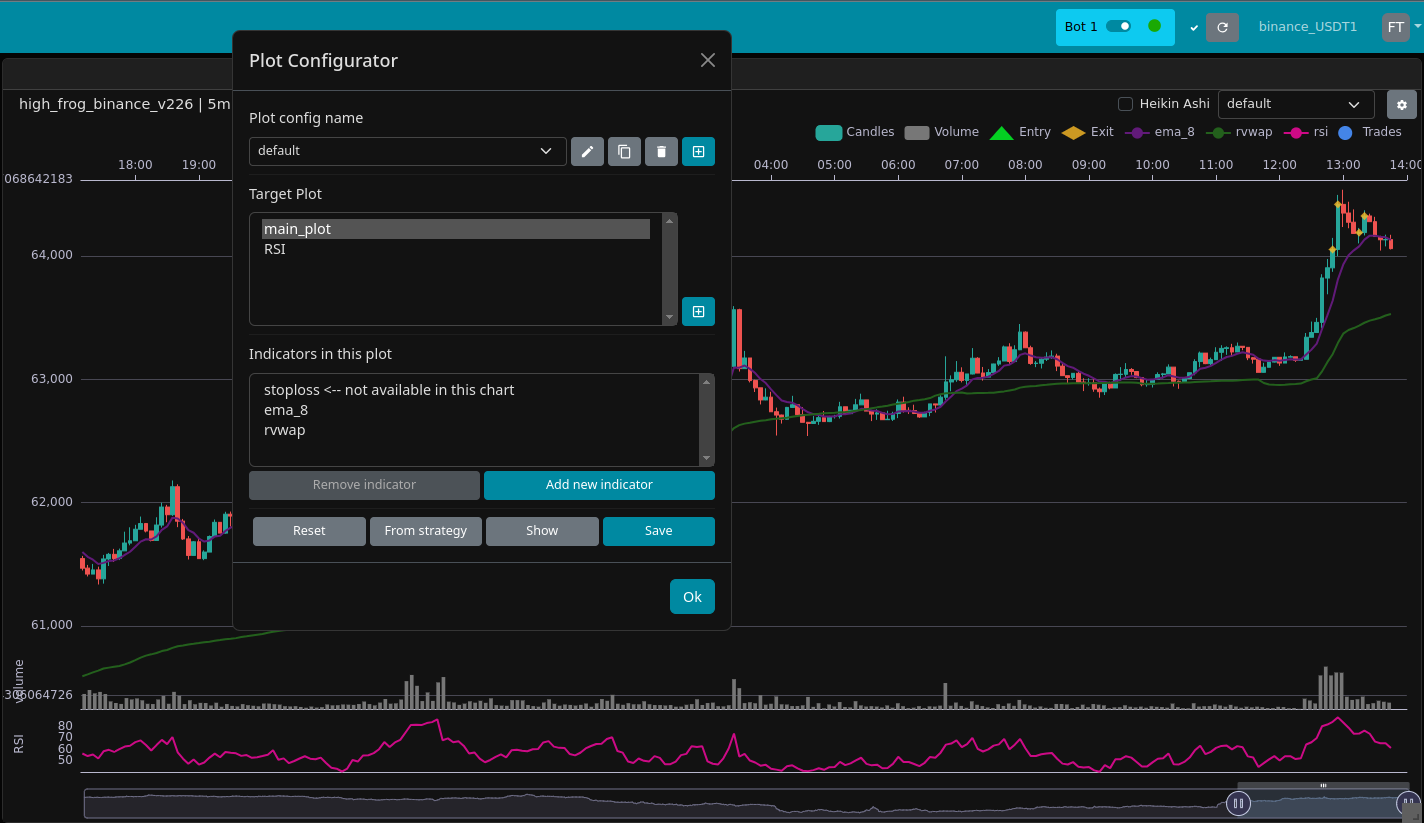 Bot 1
binance_USDT1
FT
Plot Configurator
Plot config name
default
Target Plot
main_plot
RSI
Indicators in this plot
stoploss <-- not available in this chart
ema_8
rvwap
Remove indicator
Add new indicator
Reset
From strategy
Show
Save
Ok
high_frog_binance_v226 | 5m
Heikin Ashi
default
Candles
Volume
Entry
Exit
ema_8
rvwap
rsi
Trades
18:00
19:00
04:00
05:00
06:00
07:00
08:00
09:00
10:00
11:00
12:00
13:00
14:00
068642183
64,000
63,000
62,000
61,000
volume
306064726
RSI
80
70
60
50